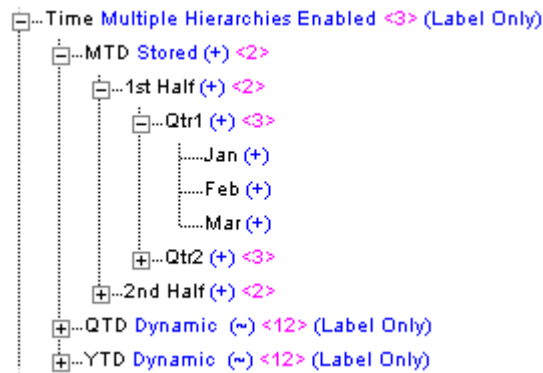 Time Multiple Hierarchies Enabled <3> (Label Only)
MTD Stored (+) <2>
1st Half (+) <2>
Qtr1 (+) <3>
Jan (+)
Feb (+)
Mar (+)
Qtr2 (+) <3>
2nd Half (+) <2>
QTD Dynamic (~) <12> (Label Only)
YTD Dynamic (~) <12> (Label Only)